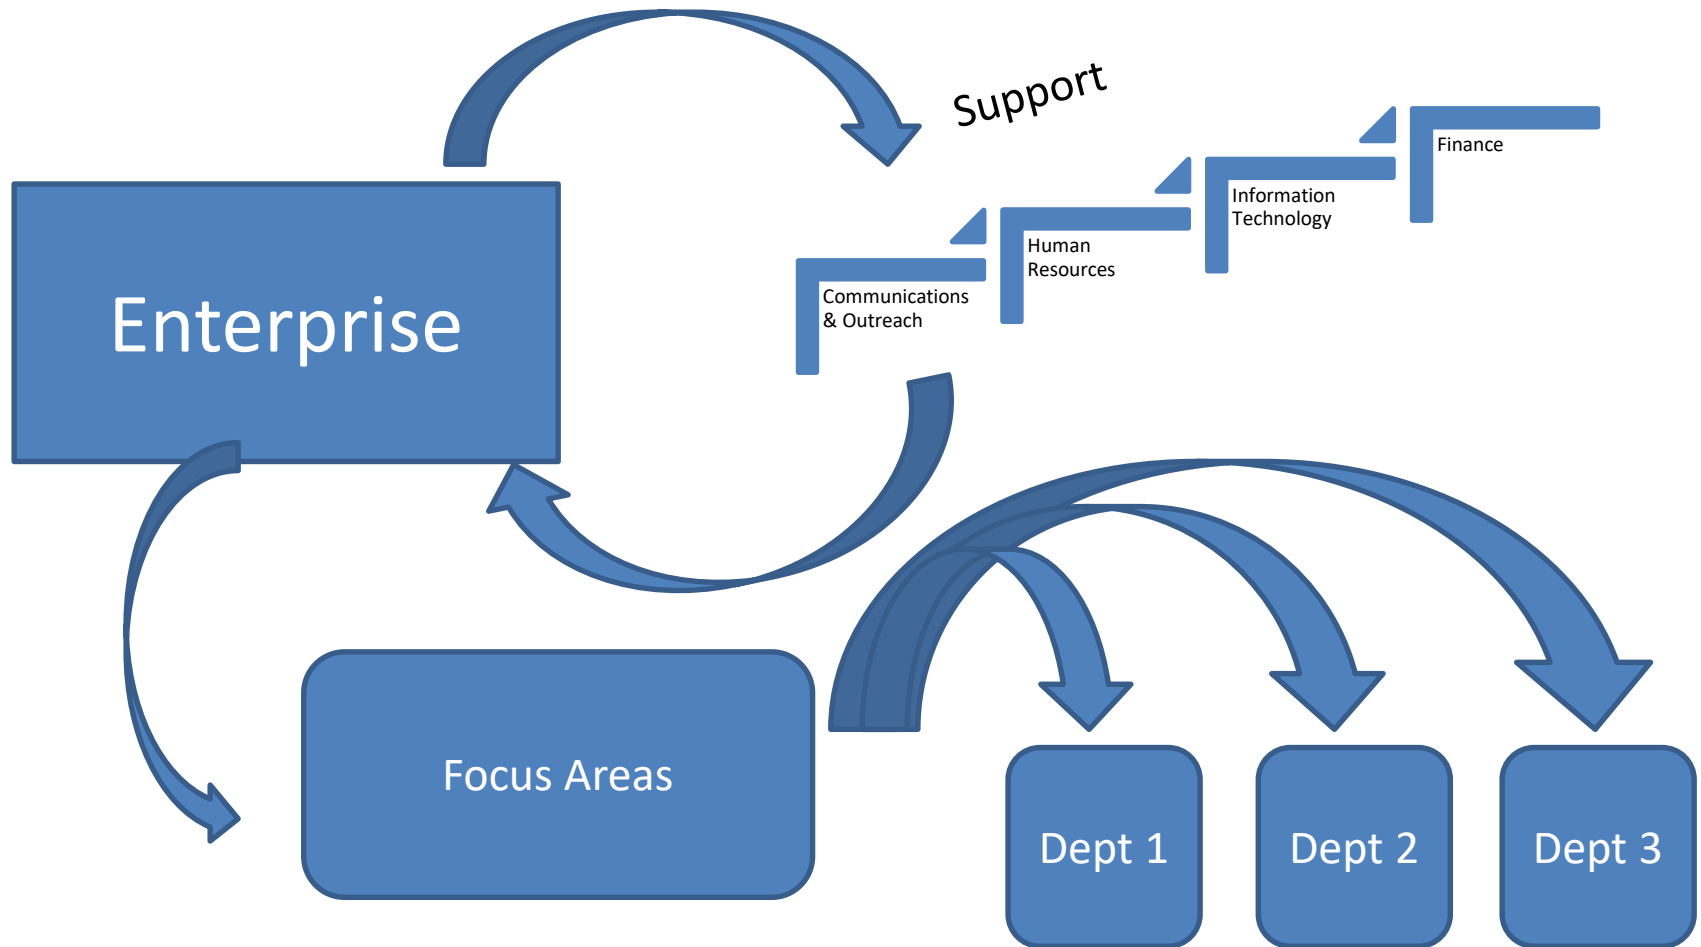 Support
Finance
Information
Technology
Human
Resources
Communications
& Outreach
Enterprise
Focus Areas
Dept 1
Dept 2
Dept 3